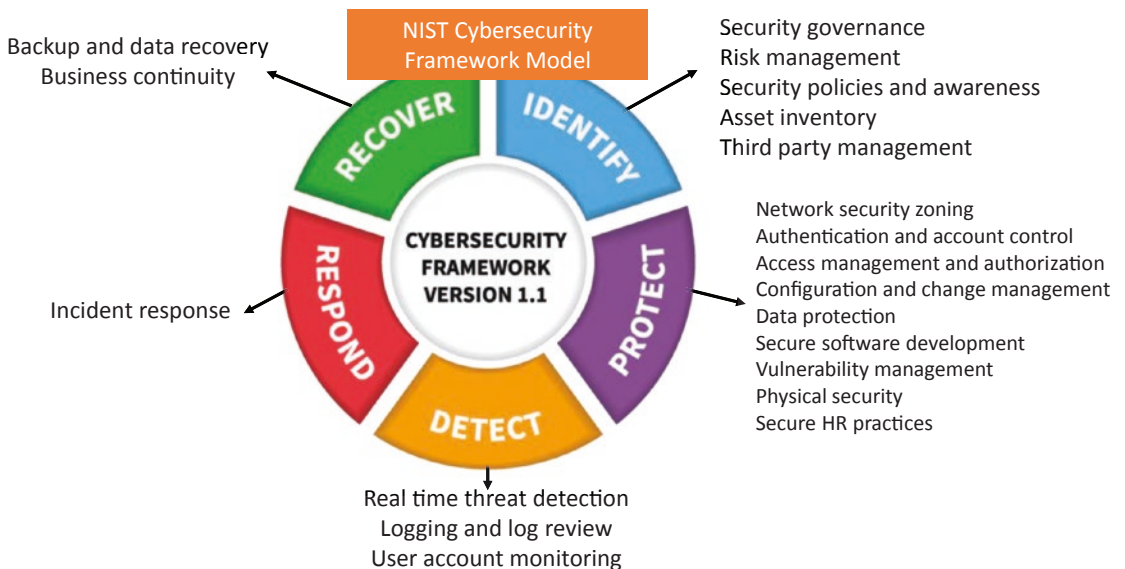 NIST Cybersecurity
Framework Model
Backup and data recovery
Business continuity
Security governance
Risk management
Security policies and awareness
Asset inventory
Third party management
RECOVER
IDENTIFY
CYBERSECURITY
FRAMEWORK
VERSION 1.1
RESPOND
PROTECT
Network security zoning
Authentication and account control
Access management and authorization
Configuration and change management
Data protection
Secure software development
Vulnerability management
Physical security
Secure HR practices
Incident response
DETECT
Real time threat detection
Logging and log review
User account monitoring